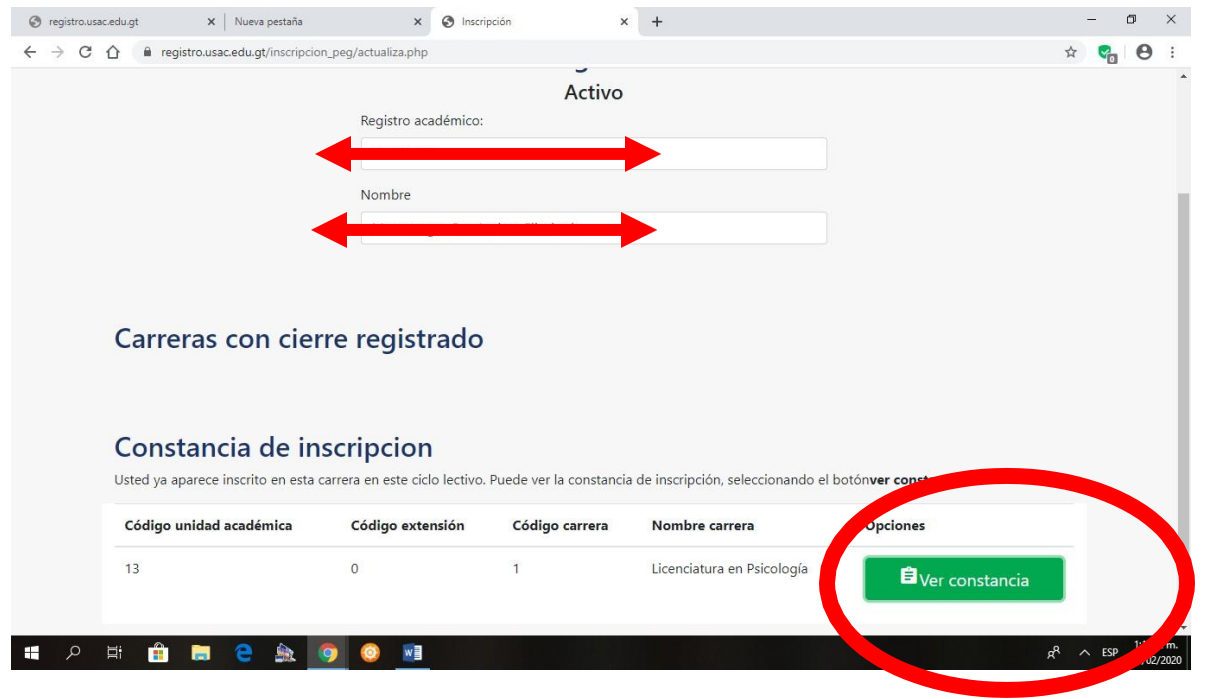 registro.usac.edu.gt
Nueva pestaña
Inscripción
registro.usac.edu.gt/inscripcion_peg/actualiza.php
Activo
Registro académico:
Nombre
Carreras con cierre registrado
Constancia de inscripcion
Usted ya aparece inscrito en esta carrera en este ciclo lectivo. Puede ver la constancia de inscripción, seleccionando el botónver
Código unidad académica Código extensión Código carrera Nombre carrera Opciones
13 0 1 Licenciatura en Psicología Ver constancia
0
ESP